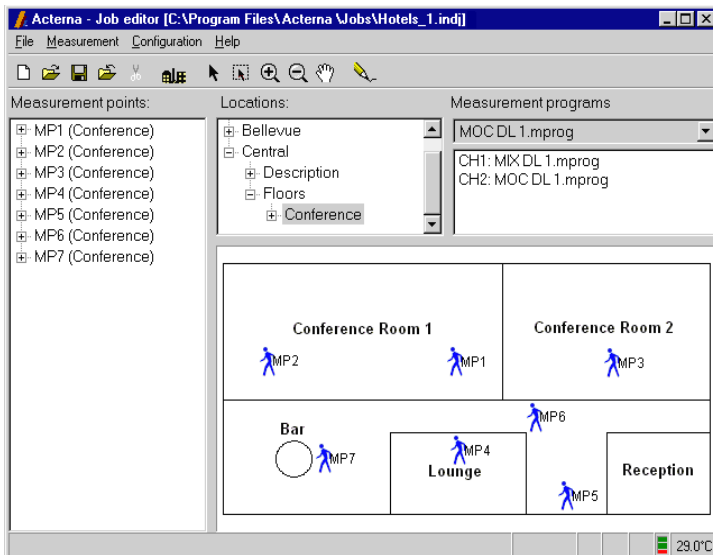 Acterna - Job editor [C:\Program Files\Acterna \Jobs\Hotels_1.indj]
File Measurement Configuration Help
Measurement points:
MP1 (Conference)
MP2 (Conference)
MP3 (Conference)
MP4 (Conference)
MP5 (Conference)
MP6 (Conference)
MP7 (Conference)
Locations:
Bellevue
Central
Description
Floors
Conference
Measurement programs
MOC DL 1.mprog
CH1: MIX DL 1.mprog
CH2: MOC DL 1.mprog
Conference Room 1
Conference Room 2
MP2
MP1
MP3
MP6
Bar
MP7
MP4
Lounge
Reception
MP5
29.0°C